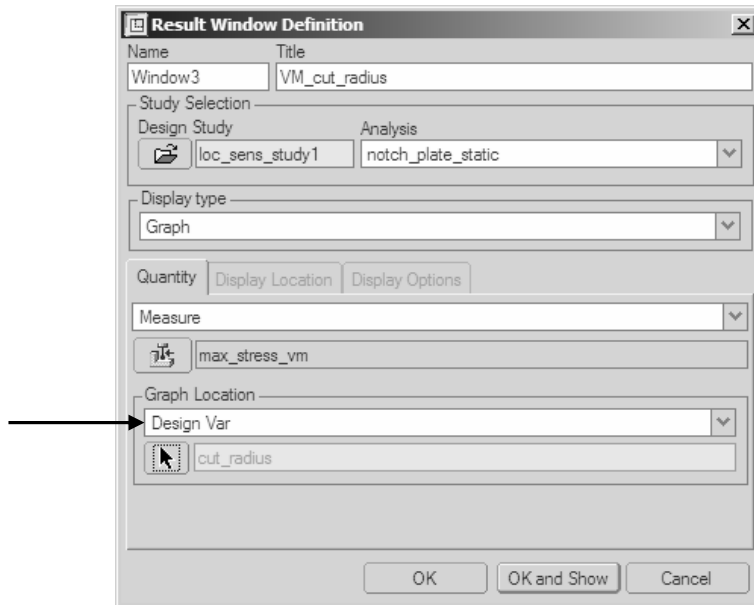 Result Window Definition
Name Title
Window3 VM_cut_radius
Study Selection
Design Study Analysis
loc_sens_study1 notch_plate_static
Display type
Graph
Quantity Display Location Display Options
Measure
max_stress_vm
Graph Location
Design Var
cut_radius
OK OK and Show Cancel